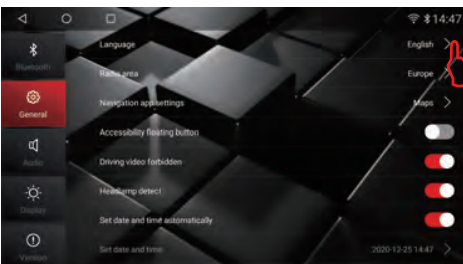 14:47
Language English
Bluetooth
Radio area Europe
General
Navigation app settings Maps
Accessibility floating button
Audio
Driving video forbidden
Display
Headlamp detect
Set date and time automatically
Version
Set date and time 2020-12-25 14:47